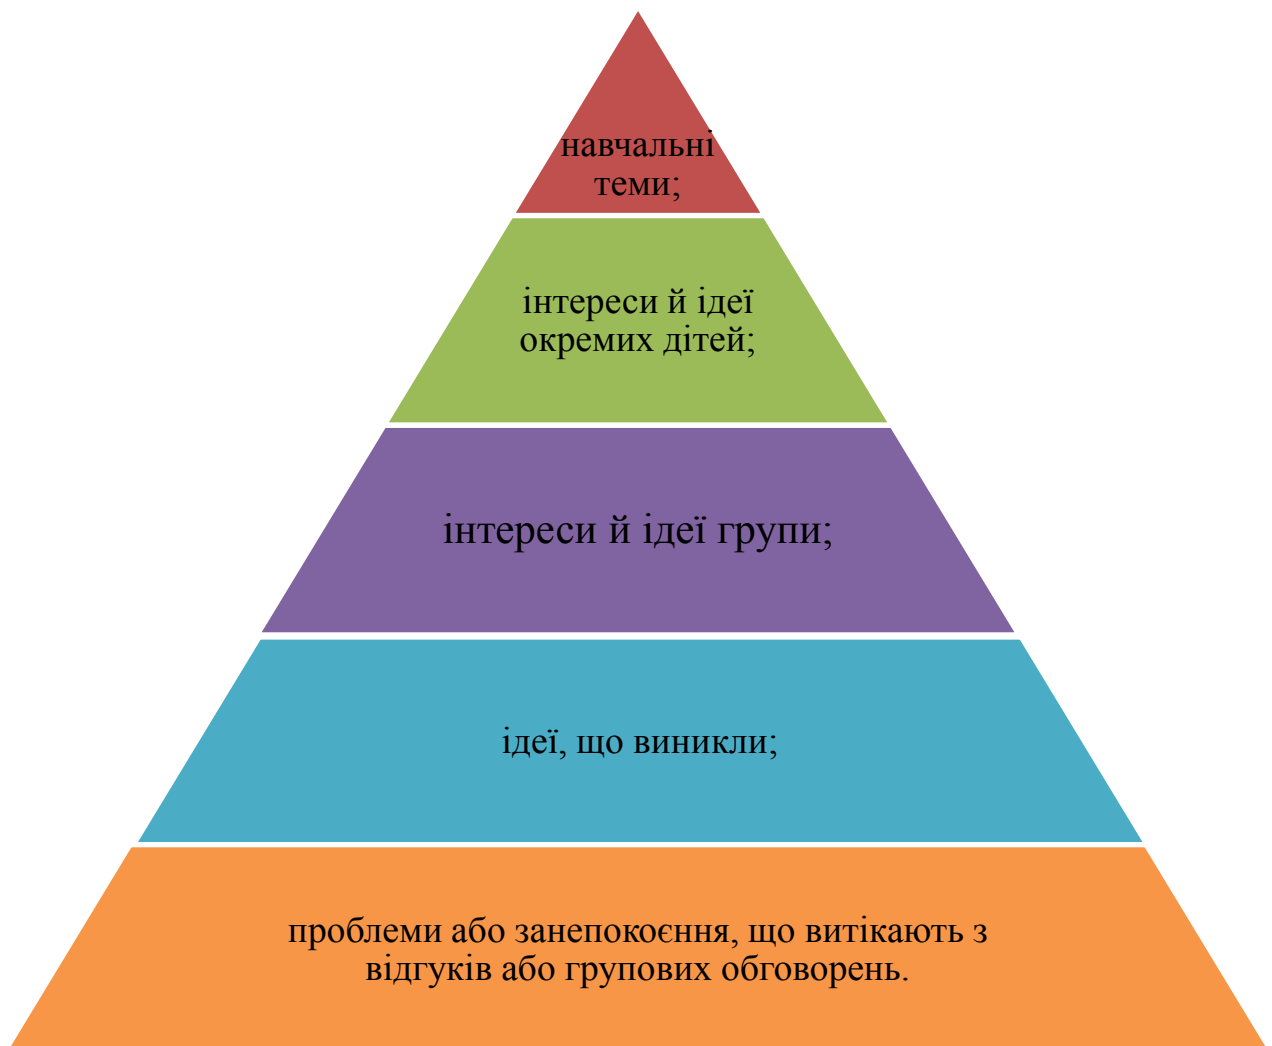 навчальні
теми;
інтереси й ідеї
окремих дітей;
інтереси й ідеї групи;
ідеї, що виникли;
проблеми або занепокоєння, що витікають з
відгуків або групових обговорень.